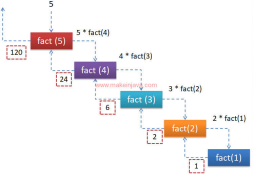 5
5 * fact(4)
fact (5)
120
4 * fact(3)
fact (4)
24
www.makeinjava.com
3 * fact(2)
fact (3)
6
2 * fact(1)
fact(2)
2
fact(1)
1